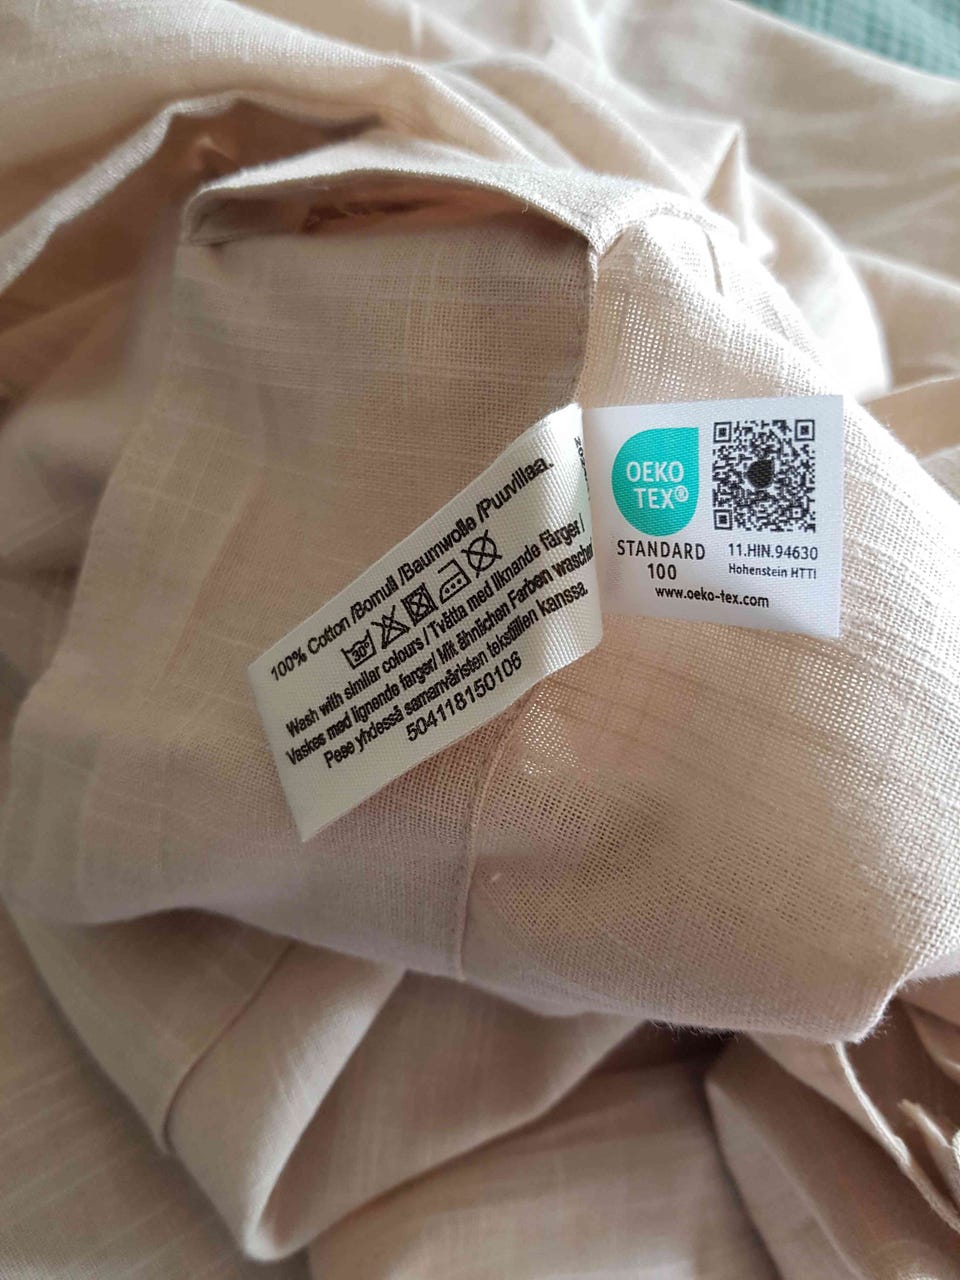 100% Cotton /Bomull /Baumwolle /Puuvillaa.
30°
Wash with similar colours / Tvätta med liknande färger /
Vaskes med lignende farger/ Mit ähnlichen Farben waschen
Pese yhdessä samanväristen tekstiilien kanssa.
504118150106
OEKO
TEX®
STANDARD
100
11.HIN.94630
Hohenstein HTTI
www.oeko-tex.com